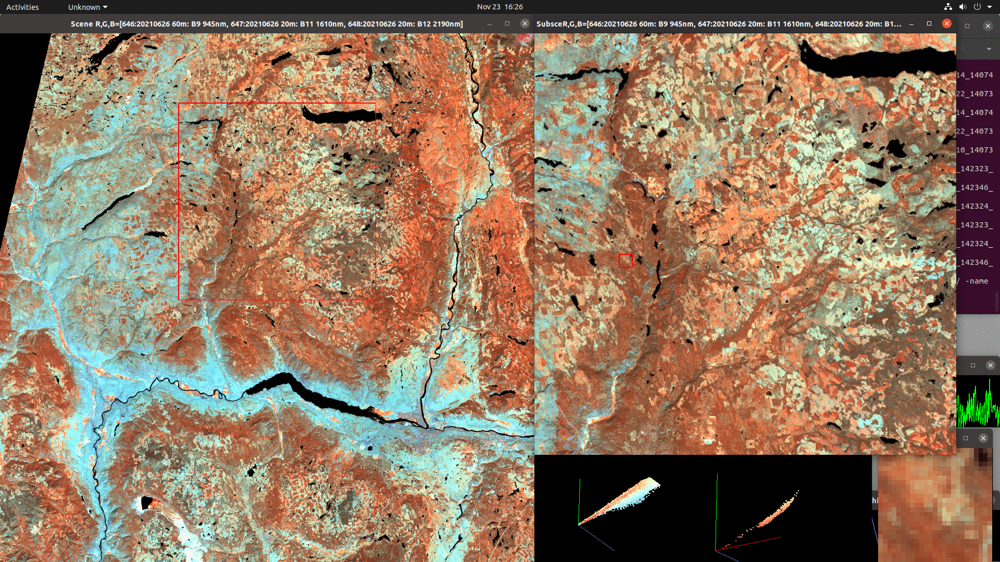 Activities
Unknown
Nov 23 16:26
Scene R,G,B=[646:20210626 60m: B9 945nm, 647:20210626 20m: B11 1610nm, 648:20210626 20m: B12 2190nm]
SubsceR,G,B=[646:20210626 60m: B9 945nm, 647:20210626 20m: B11 1610nm, 648:20210626 20m: B1...
14_14074
22_14073
14_14074
22_14073
10_14073
_142323_
_142346_
_142324_
_142323_
_142324_
_142346_
/ -name
hi